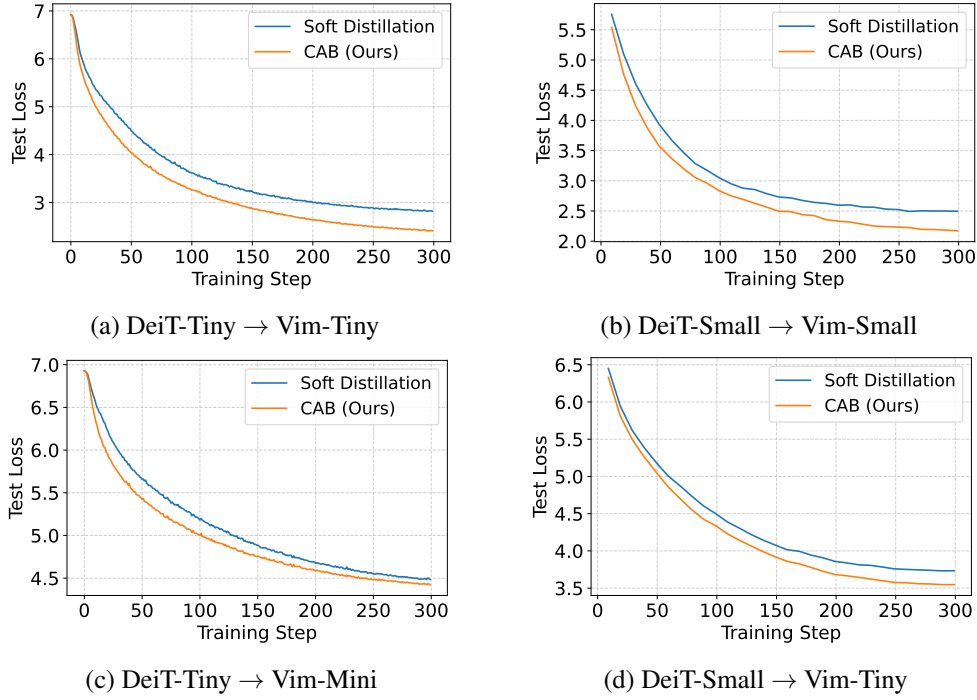 7
6
5
4
3
Test Loss
0 50 100 150 200 250 300
Training Step
Soft Distillation
CAB (Ours)
(a) DeiT-Tiny → Vim-Tiny
5.5
5.0
4.5
4.0
3.5
3.0
2.5
2.0
Test Loss
0 50 100 150 200 250 300
Training Step
Soft Distillation
CAB (Ours)
(b) DeiT-Small → Vim-Small
7.0
6.5
6.0
5.5
5.0
4.5
Test Loss
0 50 100 150 200 250 300
Training Step
Soft Distillation
CAB (Ours)
(c) DeiT-Tiny → Vim-Mini
6.5
6.0
5.5
5.0
4.5
4.0
3.5
Test Loss
0 50 100 150 200 250 300
Training Step
Soft Distillation
CAB (Ours)
(d) DeiT-Small → Vim-Tiny